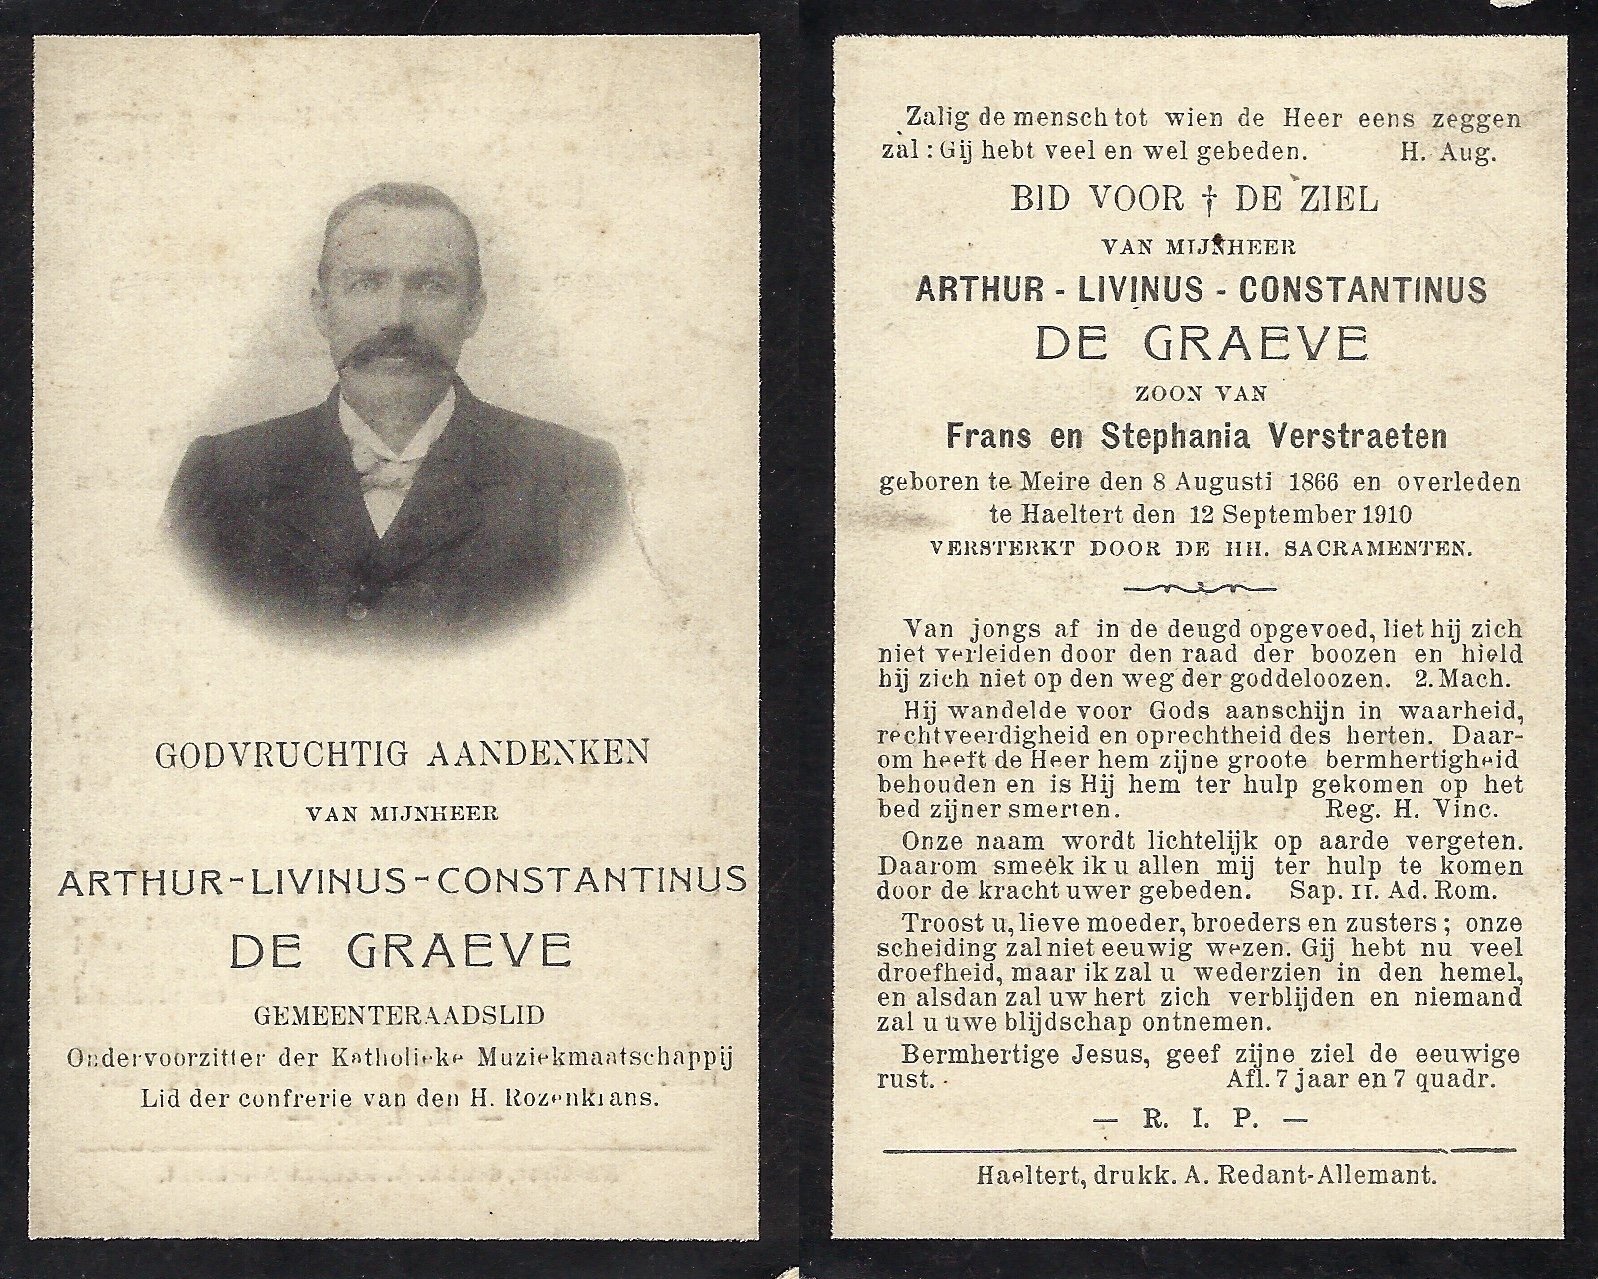 GODVRUCHTIG AANDENKEN
VAN MIJNHEER
ARTHUR-LIVINUS-CONSTANTINUS
DE GRAEVE
GEMEENTERAADSLID
Ondervoorzitter der Katholieke Muziekmaatschappij
Lid der confrerie van den H. Rozenkrans.
Zalig de mensch tot wien de Heer eens zeggen
zal : Gij hebt veel en wel gebeden. H. Aug.
BID VOOR † DE ZIEL
VAN MIJNHEER
ARTHUR - LIVINUS - CONSTANTINUS
DE GRAEVE
ZOON VAN
Frans en Stephania Verstraeten
geboren te Meire den 8 Augusti 1866 en overleden
te Haeltert den 12 September 1910
VERSTERKT DOOR DE HH. SACRAMENTEN.
Van jongs af in de deugd opgevoed, liet hij zich
niet verleiden door den raad der boozen en hield
hij zich niet op den weg der goddeloozen. 2. Mach.
Hij wandelde voor Gods aanschijn in waarheid,
rechtveerdigheid en oprechtheid des herten. Daar-
om heeft de Heer hem zijne groote bermhertigheid
behouden en is Hij hem ter hulp gekomen op het
bed zijner smerten. Reg. H. Vinc.
Onze naam wordt lichtelijk op aarde vergeten.
Daarom smeek ik u allen mij ter hulp te komen
door de kracht uwer gebeden. Sap. II. Ad. Rom.
Troost u, lieve moeder, broeders en zusters ; onze
scheiding zal niet eeuwig wezen. Gij hebt nu veel
droefheid, maar ik zal u wederzien in den hemel,
en alsdan zal uw hert zich verblijden en niemand
zal u uwe blijdschap ontnemen.
Bermhertige Jesus, geef zijne ziel de eeuwige
rust. Afl. 7 jaar en 7 quadr.
— R. I. P. —
Haeltert, drukk. A. Redant-Allemant.